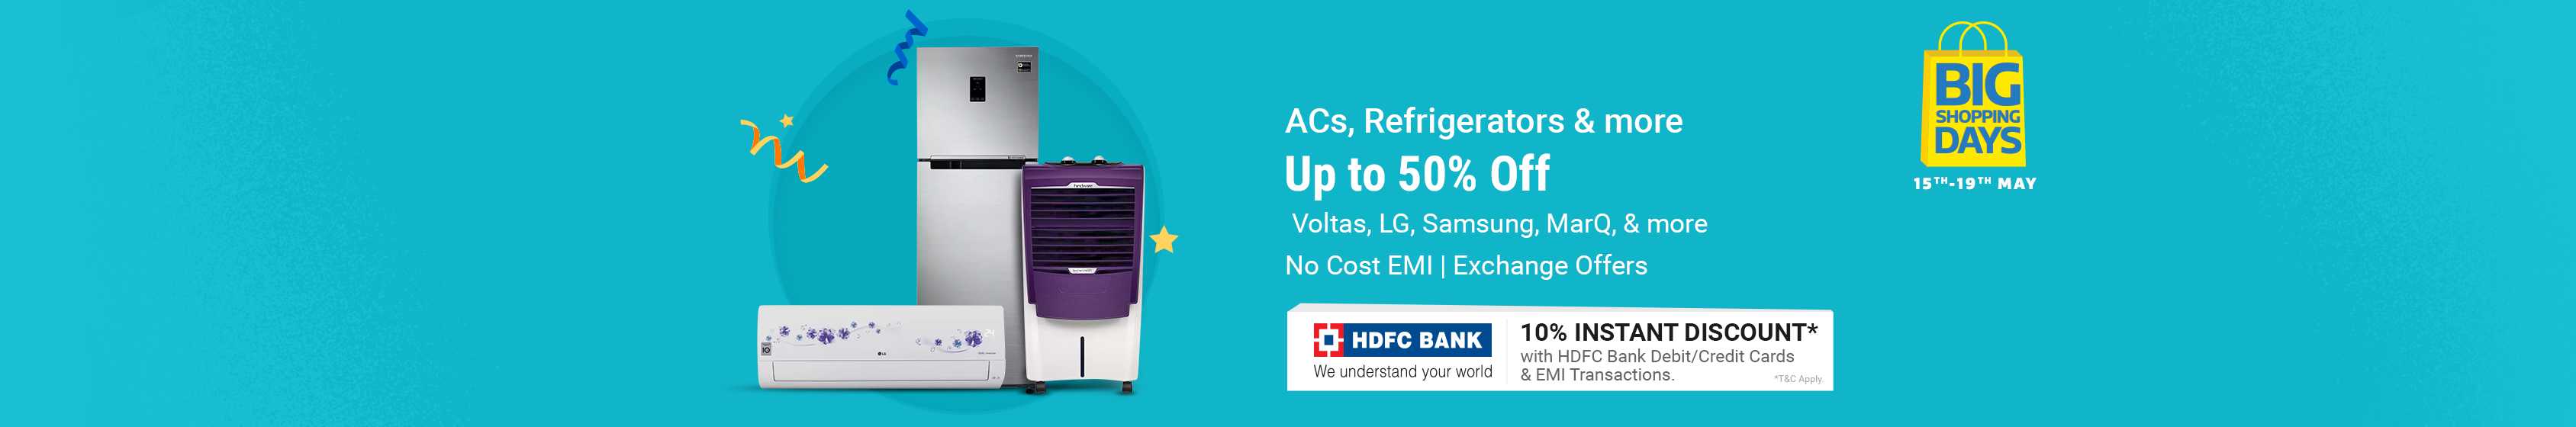 ACs, Refrigerators & more
Up to 50% Off
Voltas, LG, Samsung, MarQ, & more
No Cost EMI | Exchange Offers
HDFC BANK
We understand your world
10% INSTANT DISCOUNT*
with HDFC Bank Debit/Credit Cards
& EMI Transactions.
*T&C Apply.
BIG
SHOPPING
DAYS
15TH-19TH MAY
LG